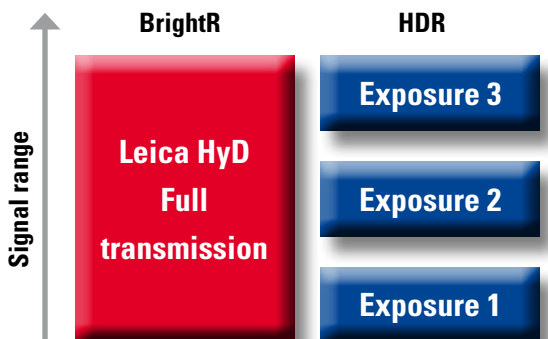 BrightR
HDR
Signal range
Leica HyD
Full
transmission
Exposure 3
Exposure 2
Exposure 1